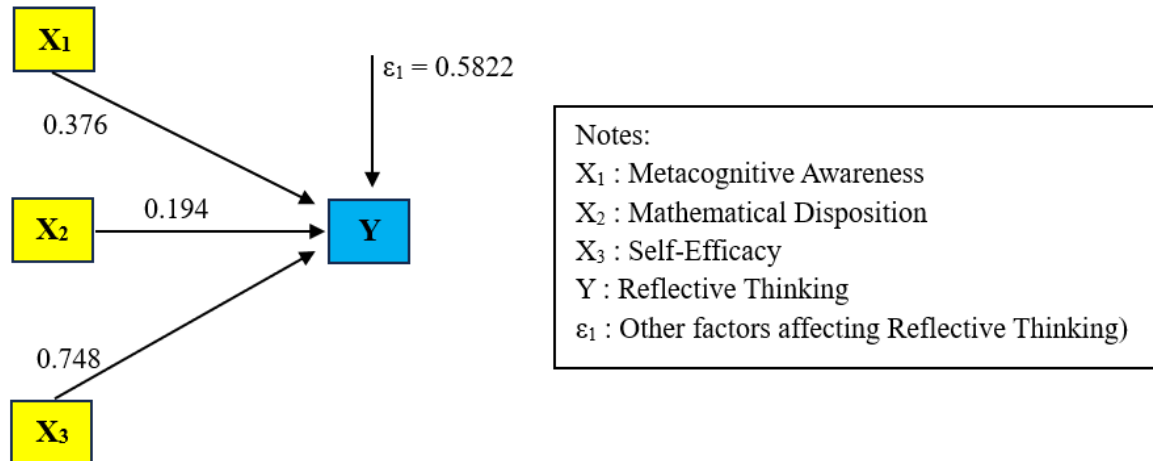 X₁
ε₁ = 0.5822
0.376
X₂
0.194
Y
0.748
X₃
Notes:
X₁ : Metacognitive Awareness
X₂ : Mathematical Disposition
X₃ : Self-Efficacy
Y : Reflective Thinking
ε₁ : Other factors affecting Reflective Thinking)